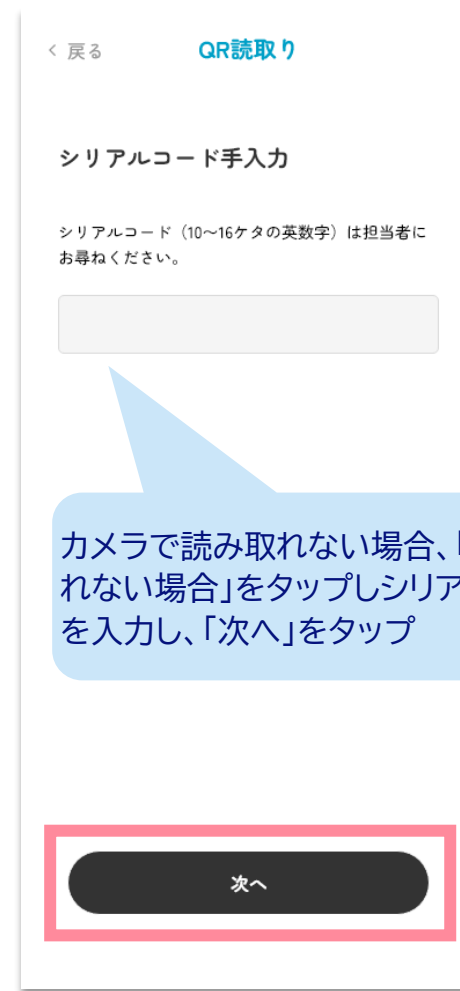 < 戻る
QR読取り
シリアルコード手入力
シリアルコード（10〜16ケタの英数字）は担当者に
お尋ねください。
カメラで読み取れない場合、「
れない場合」をタップしシリア
を入力し、「次へ」をタップ
次へ